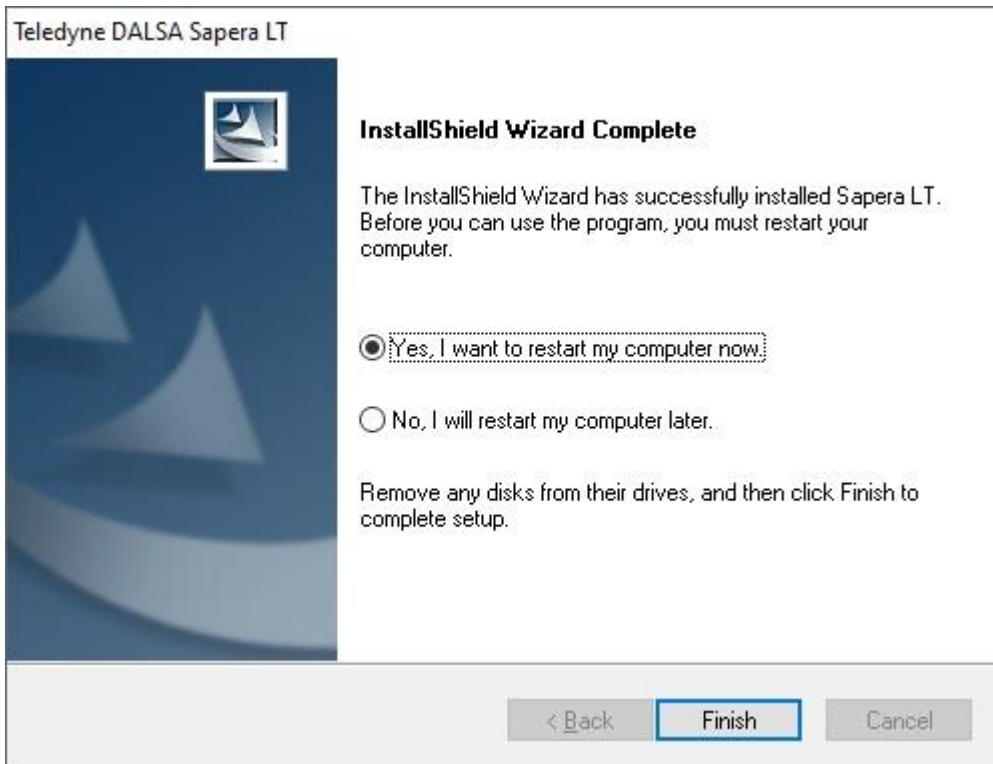 Teledyne DALSA Sapera LT
InstallShield Wizard Complete
The InstallShield Wizard has successfully installed Sapera LT.
Before you can use the program, you must restart your
computer.
Yes, I want to restart my computer now.
No, I will restart my computer later.
Remove any disks from their drives, and then click Finish to
complete setup.
< Back
Finish
Cancel